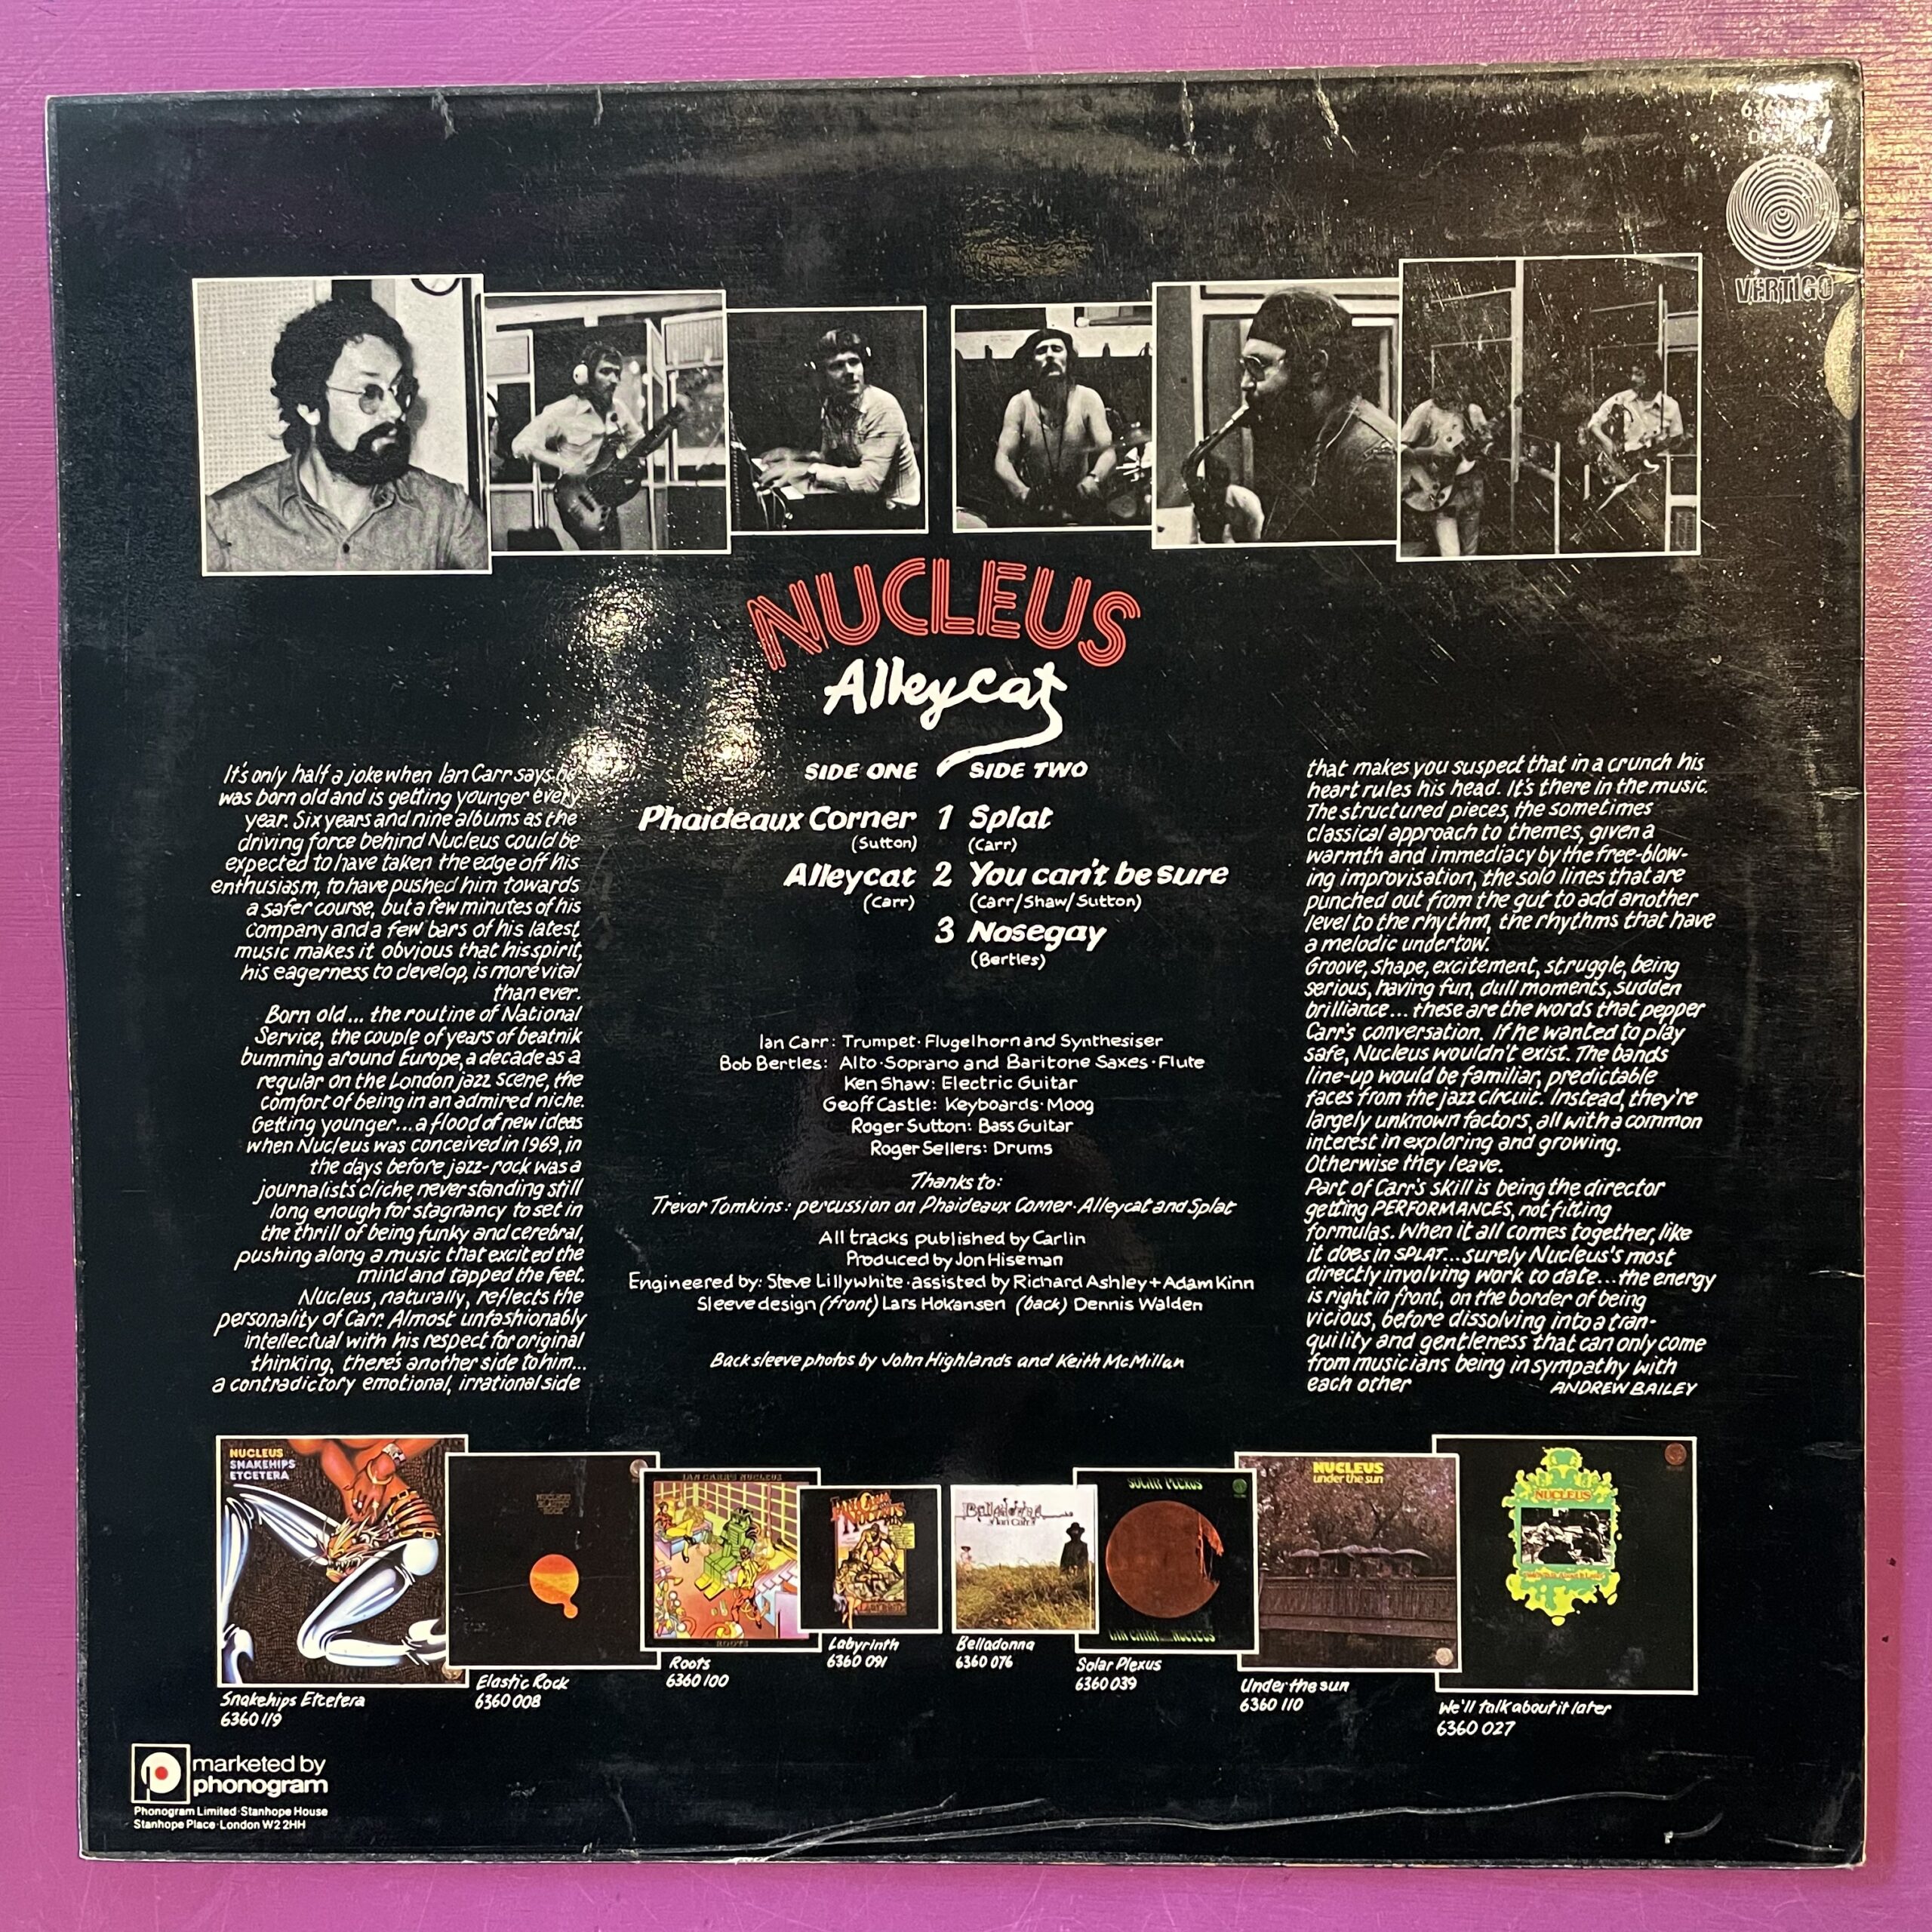 VERTIGO
NUCLEUS
Alleycat
SIDE ONE
Phaideaux Corner 1
(Sutton)
Alleycat 2
(Carr)
SIDE TWO
Splat
(Carr)
You can't be sure
(Carr/Shaw/Sutton)
3 Nosegay
(Bertles)
It's only half a joke when Ian Carr says he
was born old and is getting younger every
year. Six years and nine albums as the
driving force behind Nucleus could be
expected to have taken the edge off his
enthusiasm, to have pushed him towards
a safer course, but a few minutes of his
company and a few bars of his latest
music makes it obvious that his spirit,
his eagerness to develop, is more vital
than ever.
Born old... the routine of National
Service, the couple of years of beatnik
bumming around Europe, a decade as a
regular on the London jazz scene, the
comfort of being in an admired niche.
Getting younger...a flood of new ideas
when Nucleus was conceived in 1969, in
the days before jazz-rock was a
journalists' cliche, never standing still
long enough for stagnancy to set in
the thrill of being funky and cerebral,
pushing along a music that excited the
mind and tapped the feet.
Nucleus, naturally, reflects the
personality of Carr. Almost unfashionably
intellectual with his respect for original
thinking, there's another side to him...
a contradictory emotional, irrational side
Ian Carr: Trumpet·Flugelhorn and Synthesiser
Bob Bertles: Alto·Soprano and Baritone Saxes·Flute
Ken Shaw: Electric Guitar
Geoff Castle: Keyboards·Moog
Roger Sutton: Bass Guitar
Roger Sellers: Drums
Thanks to:
Trevor Tomkins: percussion on Phaideaux Corner·Alleycat and Splat
All tracks published by Carlin
Produced by Jon Hiseman
Engineered by: Steve Lillywhite·assisted by Richard Ashley+Adam Kinn
Sleeve design (front) Lars Hokansen (back) Dennis Walden
Back sleeve photos by John Highlands and Keith McMillan
that makes you suspect that in a crunch his
heart rules his head. It's there in the music.
The structured pieces, the sometimes
classical approach to themes, given a
warmth and immediacy by the free-blow-
ing improvisation, the solo lines that are
punched out from the gut to add another
level to the rhythm, the rhythms that have
a melodic undertow.
Groove, shape, excitement, struggle, being
serious, having fun, dull moments, sudden
brilliance... these are the words that pepper
Carr's conversation. If he wanted to play
safe, Nucleus wouldn't exist. The bands
line-up would be familiar, predictable
faces from the jazz circuit. Instead, they're
largely unknown factors, all with a common
interest in exploring and growing.
Otherwise they leave.
Part of Carr's skill is being the director
getting PERFORMANCES, not fitting
formulas. When it all comes together, like
it does in SPLAT...surely Nucleus's most
directly involving work to date...the energy
is right in front, on the border of being
vicious, before dissolving into a tran-
quility and gentleness that can only come
from musicians being in sympathy with
each other
ANDREW BAILEY
NUCLEUS
SNAKEHIPS
ETCETERA
Snakehips Etcetera
6360 119
Elastic Rock
6360 008
IAN CARR'S NUCLEUS
ROOTS
Roots
6360 100
Labyrinth
6360 091
Belladonna
Ian Carr
Belladonna
6360 076
SOLAR PLEXUS
IAN CARR NUCLEUS
Solar Plexus
6360 039
NUCLEUS
under the sun
Under the sun
6360 110
NUCLEUS
We'll talk about it later
6360 027
marketed by
phonogram
Phonogram Limited·Stanhope House
Stanhope Place·London W2 2HH